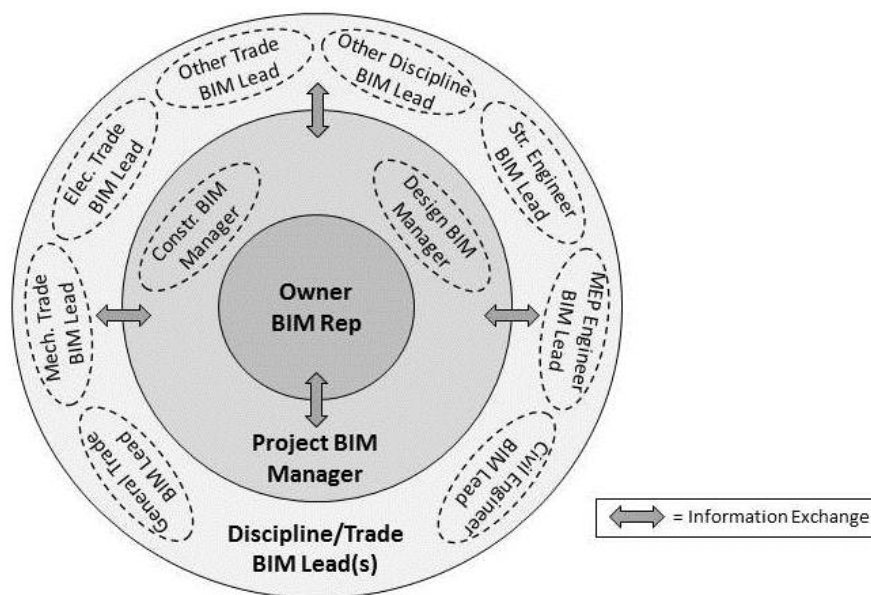 Other Trade
BIM Lead
Other Discipline
BIM Lead
Elec. Trade
BIM Lead
Str. Engineer
BIM Lead
Constr. BIM
Manager
Design BIM
Manager
Mech. Trade
BIM Lead
Owner
BIM Rep
MEP Engineer
BIM Lead
General Trade
BIM Lead
Project BIM
Manager
Civil Engineer
BIM Lead
Discipline/Trade
BIM Lead(s)
= Information Exchange